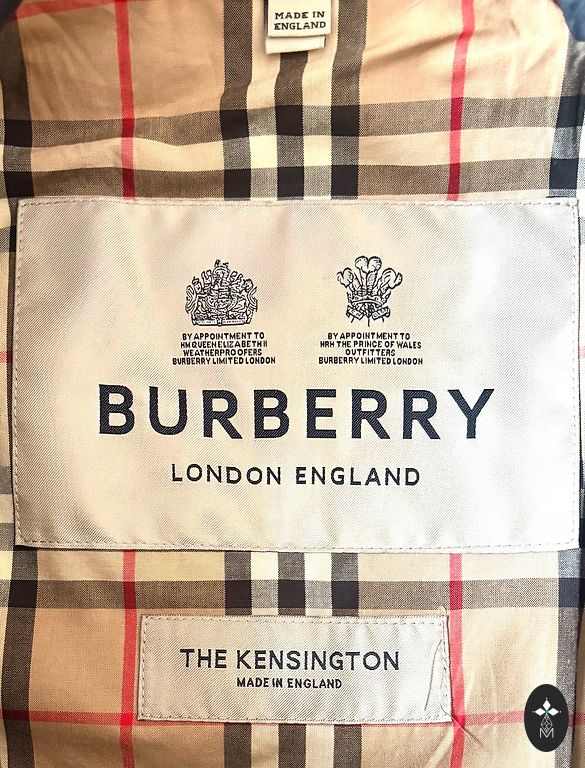 MADE IN
ENGLAND
BY APPOINTMENT TO
HM QUEEN ELIZABETH II
WEATHERPROOFERS
BURBERRY LIMITED LONDON
BY APPOINTMENT TO
HRH THE PRINCE OF WALES
OUTFITTERS
BURBERRY LIMITED LONDON
BURBERRY
LONDON ENGLAND
THE KENSINGTON
MADE IN ENGLAND